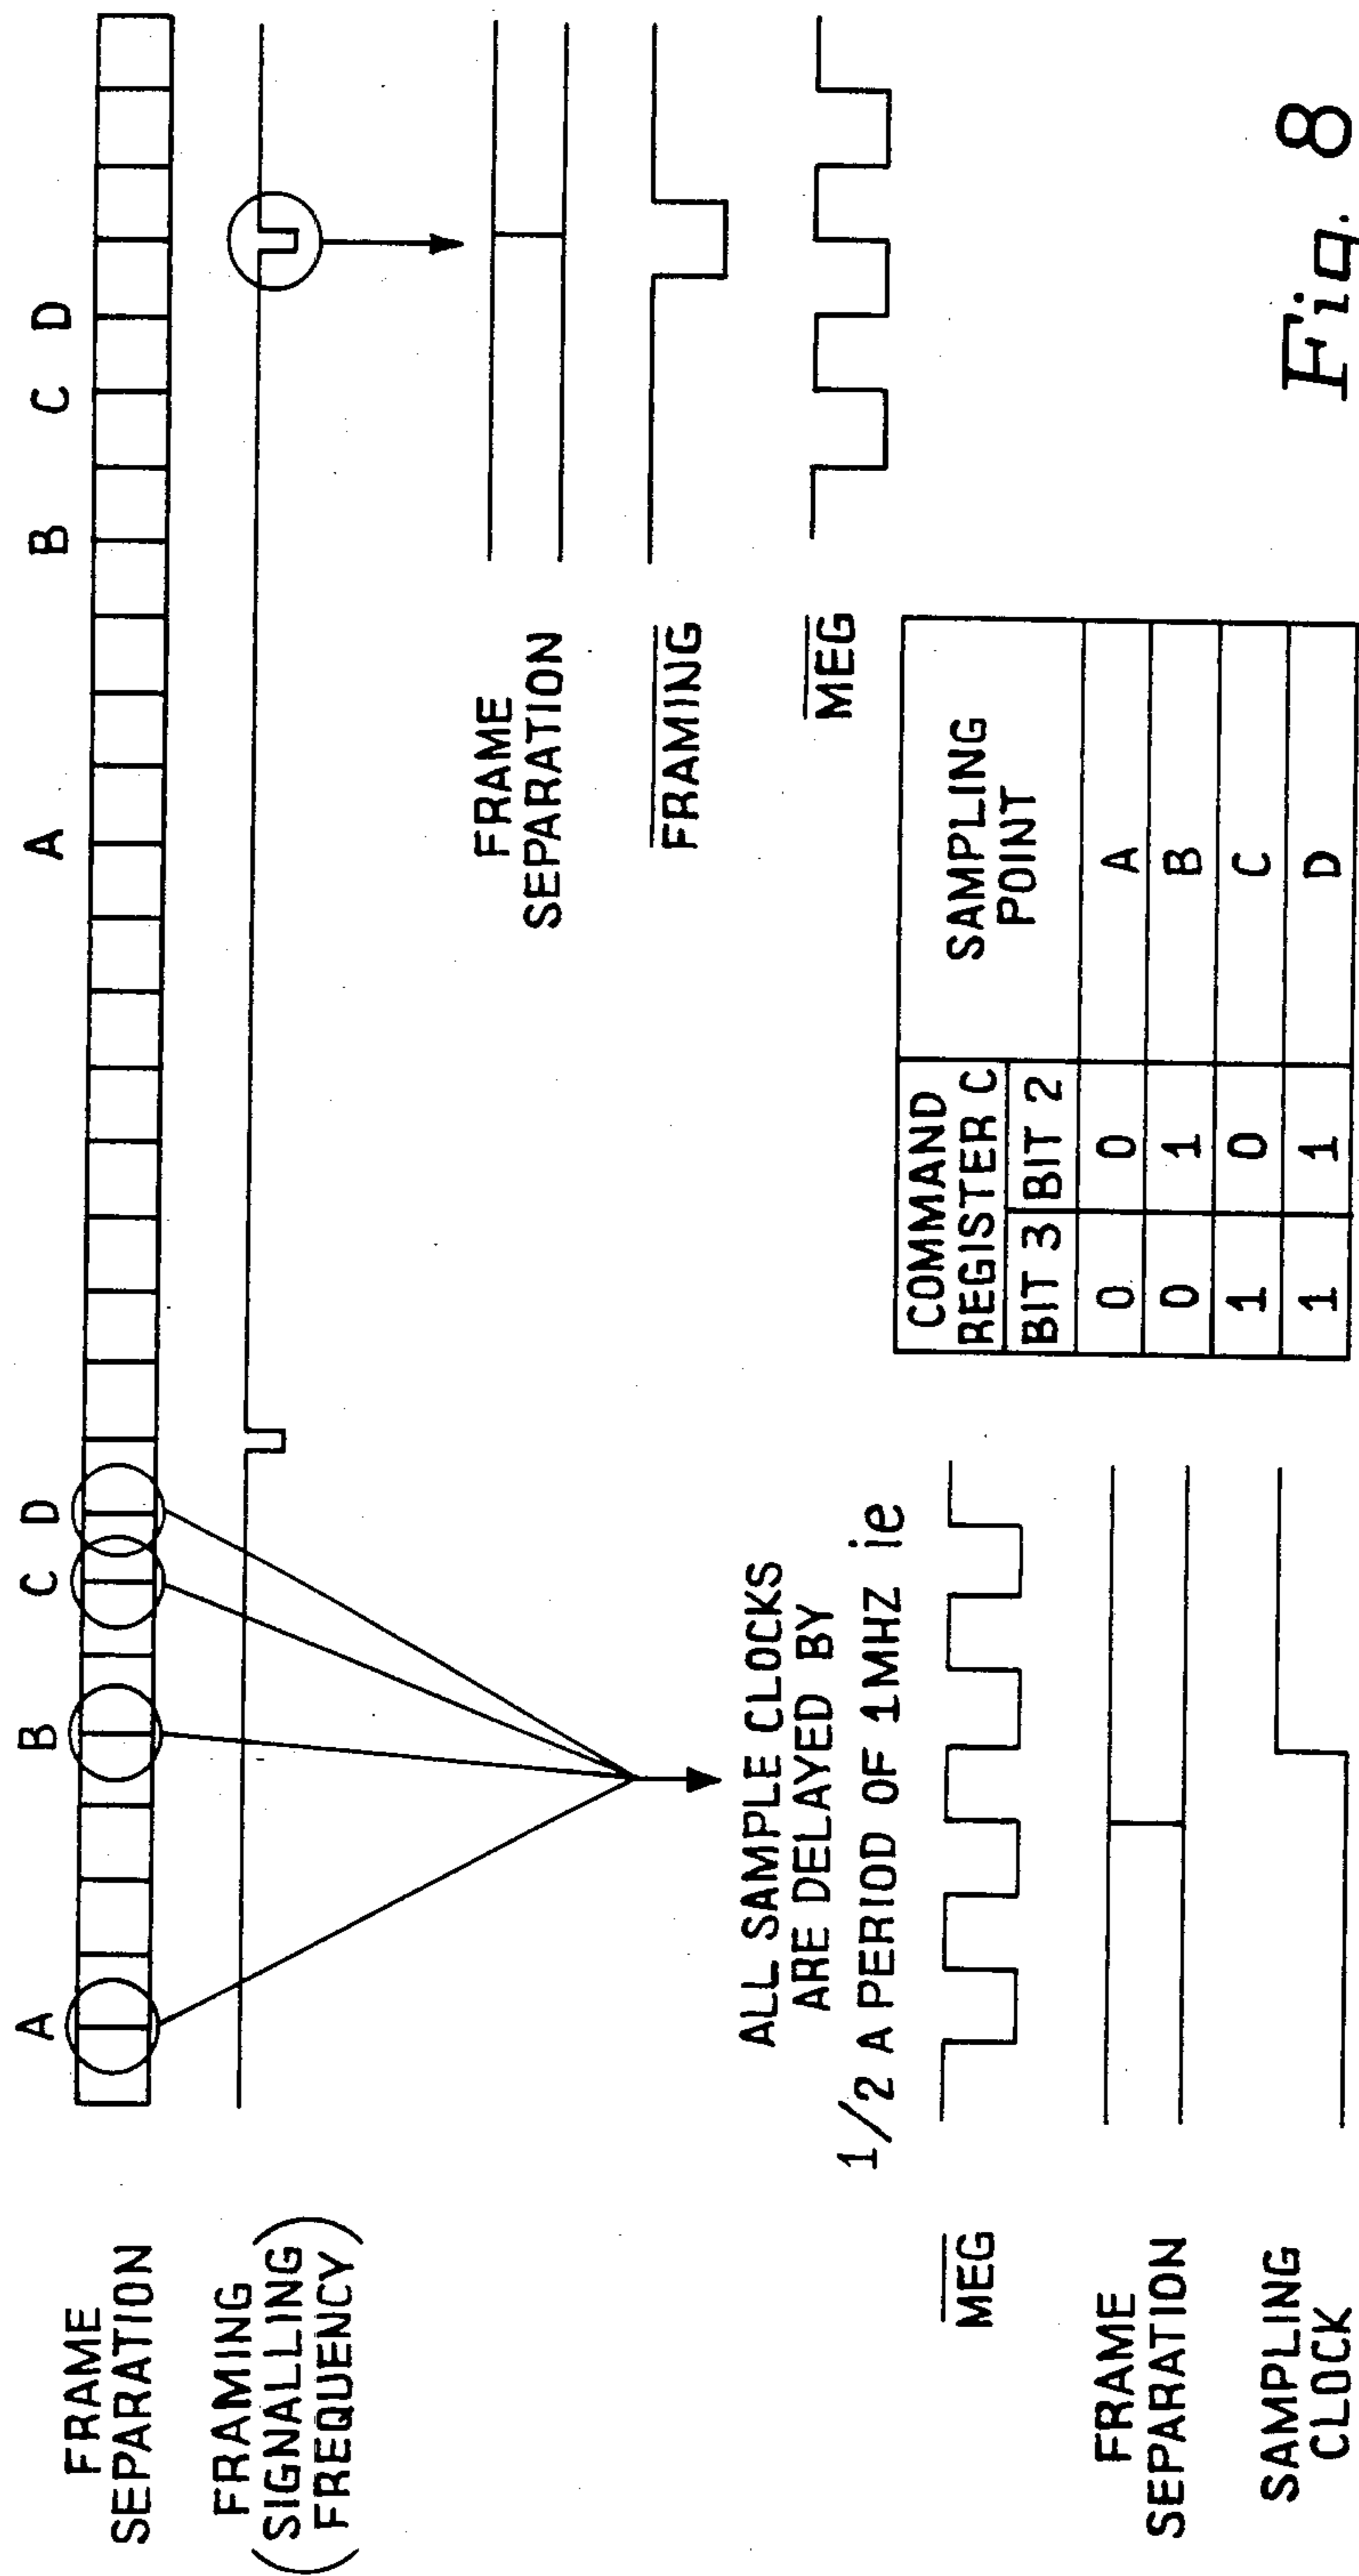 A B C D A B C D
FRAME
SEPARATION
FRAMING
(SIGNALLING
FREQUENCY)
ALL SAMPLE CLOCKS
ARE DELAYED BY
1/2 A PERIOD OF 1MHZ ie
MEG
FRAME
SEPARATION
SAMPLING
CLOCK
FRAME
SEPARATION
FRAMING
MEG
COMMAND
REGISTER C
SAMPLING
POINT
BIT 3 BIT 2
0 0 A
0 1 B
1 0 C
1 1 D
Fig. 8